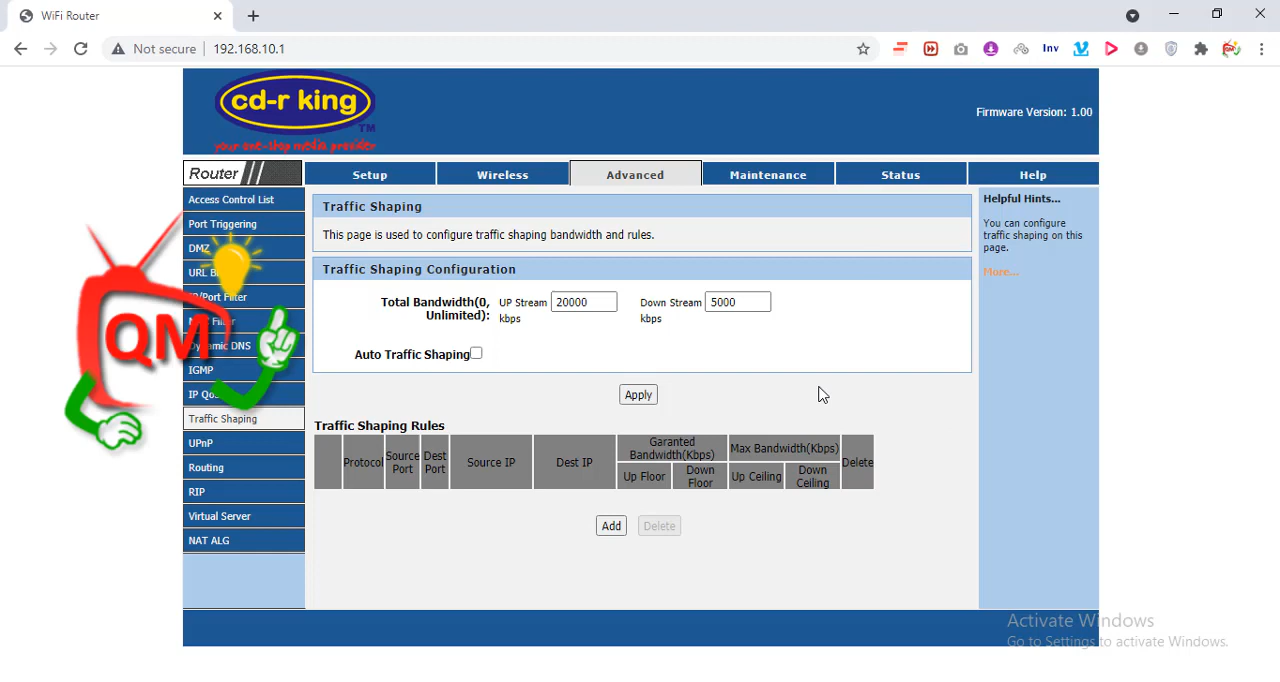 WiFi Router
Not secure
192.168.10.1
Inv
cd-r king
TM
your one-stop media provider
Firmware Version: 1.00
Router
Setup
Wireless
Advanced
Maintenance
Status
Help
Access Control List
Port Triggering
DMZ
URL
/Port Filter
Dynamic DNS
IGMP
IP
Traffic Shaping
UPnP
Routing
RIP
Virtual Server
NAT ALG
QM
Traffic Shaping
This page is used to configure traffic shaping bandwidth and rules.
Traffic Shaping Configuration
Total Bandwidth(0,
Unlimited):
UP Stream
20000
kbps
Down Stream
5000
kbps
Auto Traffic Shaping
Apply
Traffic Shaping Rules
Protocol
Source
Port
Dest
Port
Source IP
Dest IP
Garanted
Bandwidth(Kbps)
Up Floor
Down
Floor
Max Bandwidth(Kbps)
Up Ceiling
Down
Ceiling
Delete
Add
Delete
Helpful Hints...
You can configure
traffic shaping on this
page.
More...
Activate Windows
Go to Settings to activate Windows.